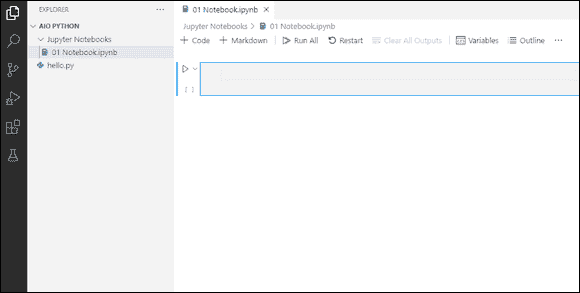 01 Notebook.ipynb
EXPLORER
Jupyter Notebooks > 01 Notebook.ipynb
AIO PYTHON
+ Code + Markdown Run All Restart Clear All Outputs Variables Outline ...
Jupyter Notebooks
01 Notebook.ipynb
hello.py
[ ]